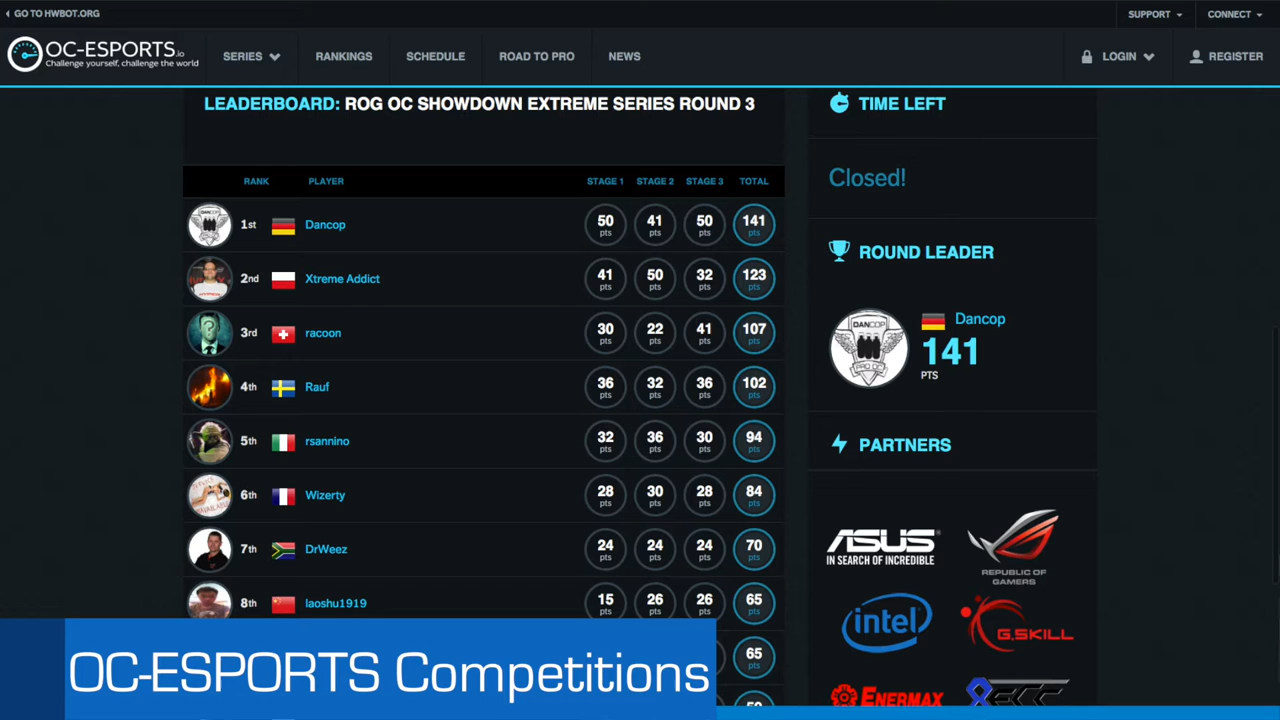 GO TO HWBOT.ORG
SUPPORT
CONNECT
OC-ESPORTS.io
Challenge yourself, challenge the world
SERIES
RANKINGS
SCHEDULE
ROAD TO PRO
NEWS
LOGIN
REGISTER
LEADERBOARD: ROG OC SHOWDOWN EXTREME SERIES ROUND 3
RANK PLAYER STAGE 1 STAGE 2 STAGE 3 TOTAL
1st Dancop 50 pts 41 pts 50 pts 141 pts
2nd Xtreme Addict 41 pts 50 pts 32 pts 123 pts
3rd racoon 30 pts 22 pts 41 pts 107 pts
4th Rauf 36 pts 32 pts 36 pts 102 pts
5th rsannino 32 pts 36 pts 30 pts 94 pts
6th Wizerty 28 pts 30 pts 28 pts 84 pts
7th DrWeez 24 pts 24 pts 24 pts 70 pts
8th laoshu1919 15 pts 26 pts 26 pts 65 pts
65 pts
TIME LEFT
Closed!
ROUND LEADER
DANCOP
PRO OC
Dancop
141
PTS
PARTNERS
ASUS
IN SEARCH OF INCREDIBLE
REPUBLIC OF
GAMERS
intel
G.SKILL
ENERMAX
OC-ESPORTS Competitions